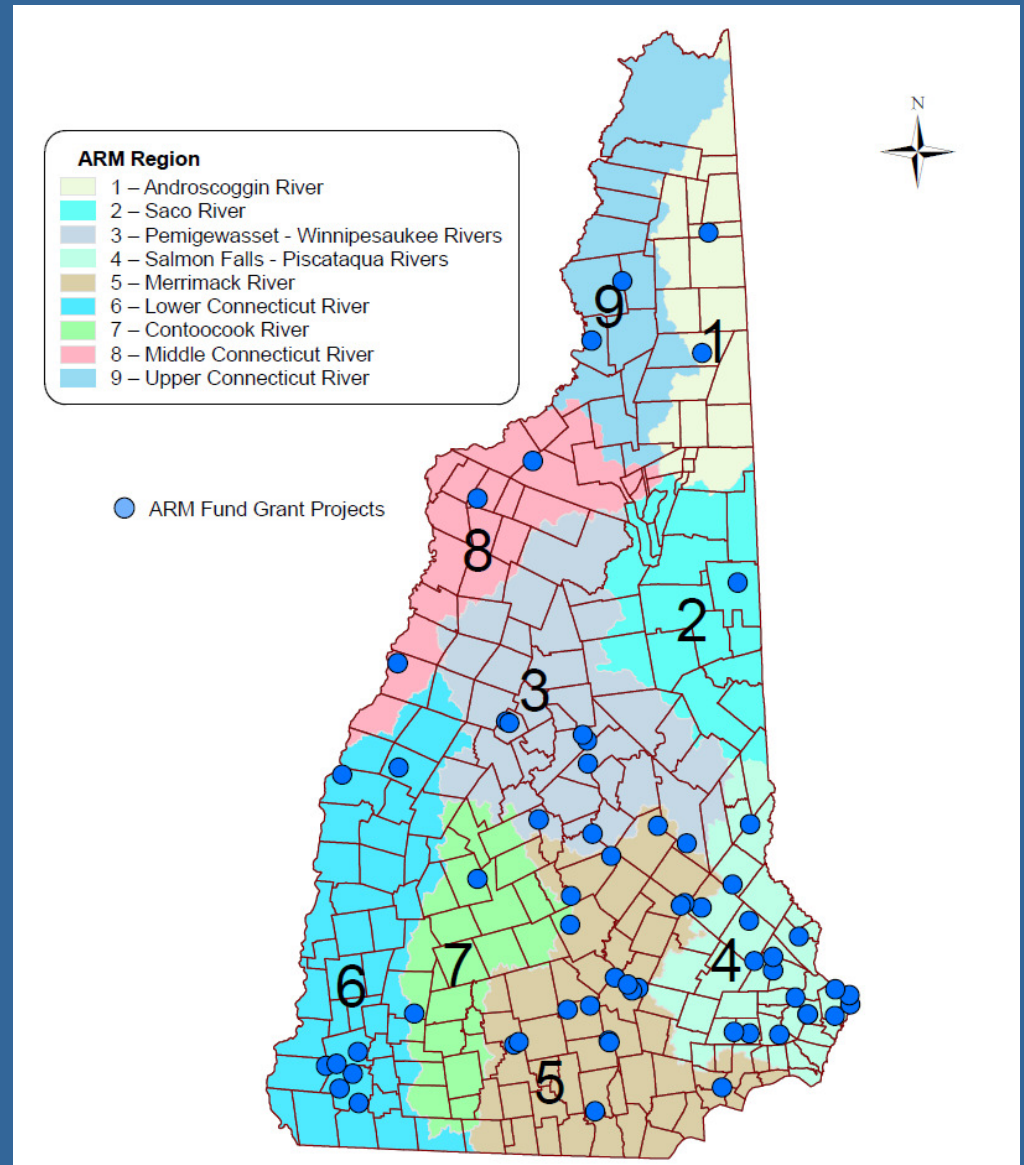 N
ARM Region
1 – Androscoggin River
2 – Saco River
3 – Pemigewasset - Winnipesaukee Rivers
4 – Salmon Falls - Piscataqua Rivers
5 – Merrimack River
6 – Lower Connecticut River
7 – Contoocook River
8 – Middle Connecticut River
9 – Upper Connecticut River
ARM Fund Grant Projects
9
1
8
2
3
7
4
6
5